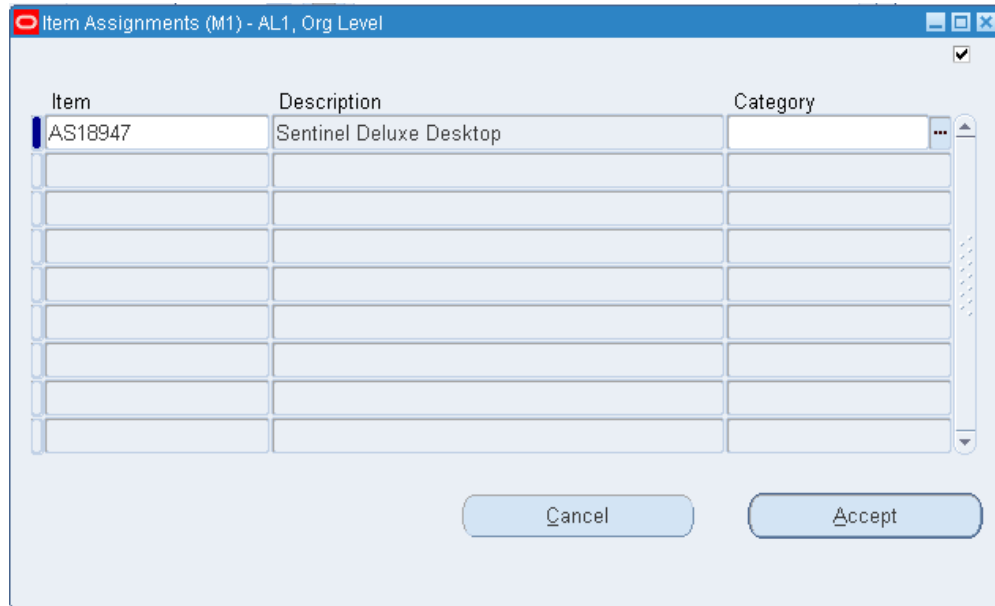 Item Assignments (M1) - AL1, Org Level
Item Description Category
AS18947 Sentinel Deluxe Desktop
Cancel Accept